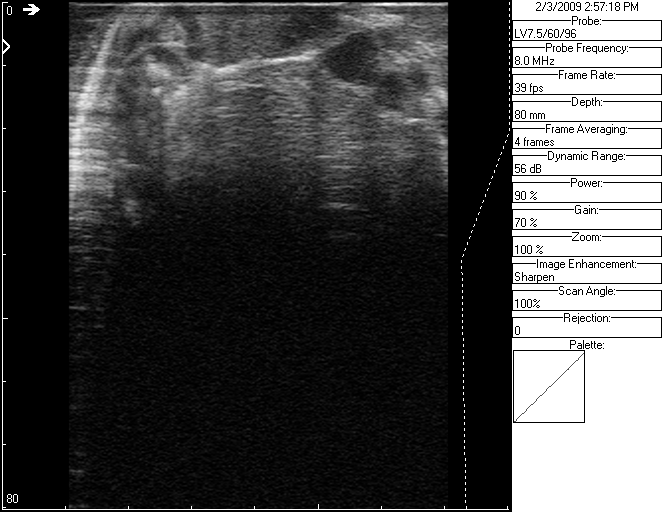 0
80
2/3/2009 2:57:18 PM
Probe:
LV7.5/60/96
Probe Frequency:
8.0 MHz
Frame Rate:
39 fps
Depth:
80 mm
Frame Averaging:
4 frames
Dynamic Range:
56 dB
Power:
90 %
Gain:
70 %
Zoom:
100 %
Image Enhancement:
Sharpen
Scan Angle:
100%
Rejection:
0
Palette: